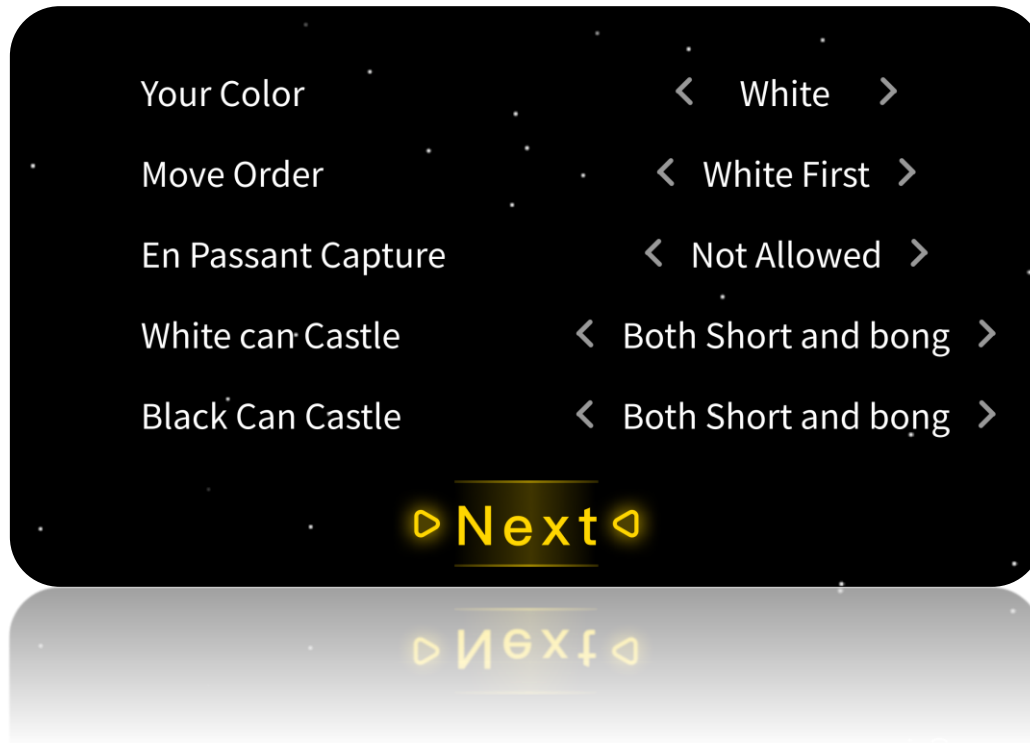 Your Color < White >
Move Order < White First >
En Passant Capture < Not Allowed >
White can Castle < Both Short and bong >
Black Can Castle < Both Short and bong >
Next